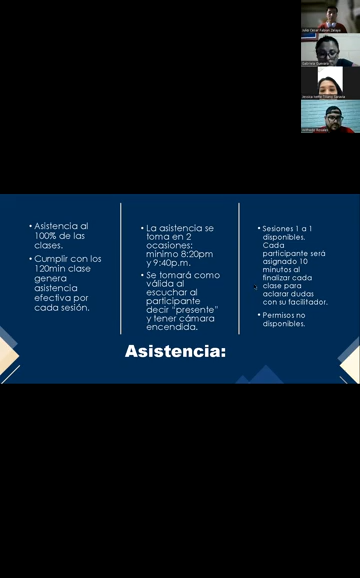 • Asistencia al
100% de las
clases.
• Cumplir con los
120min clase
genera
asistencia
efectiva por
cada sesión.
• La asistencia se
toma en 2
ocasiones:
minimo 8:20pm
y 9:40p.m.
• Se tomará como
válida al
escuchar al
participante
decir “presente”
y tener cámara
encendida.
• Sesiones 1 a 1
disponibles.
Cada
participante será
asignado 10
minutos al
finalizar cada
clase para
aclarar dudas
con su facilitador.
• Permisos no
disponibles.
Asistencia: